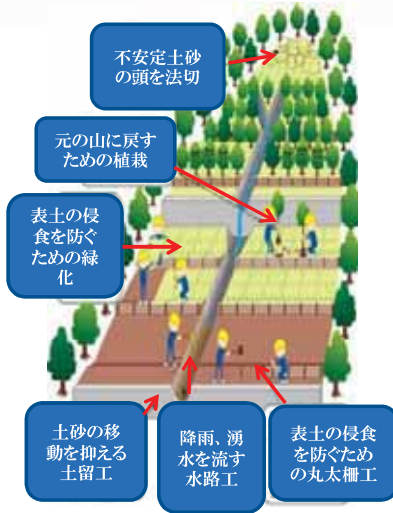 不安定土砂
の頭を法切
元の山に戻す
ための植栽
表土の侵
食を防ぐ
ための緑
化
土砂の移
動を抑える
土留工
降雨、湧
水を流す
水路工
表土の侵食
を防ぐため
の丸太柵工